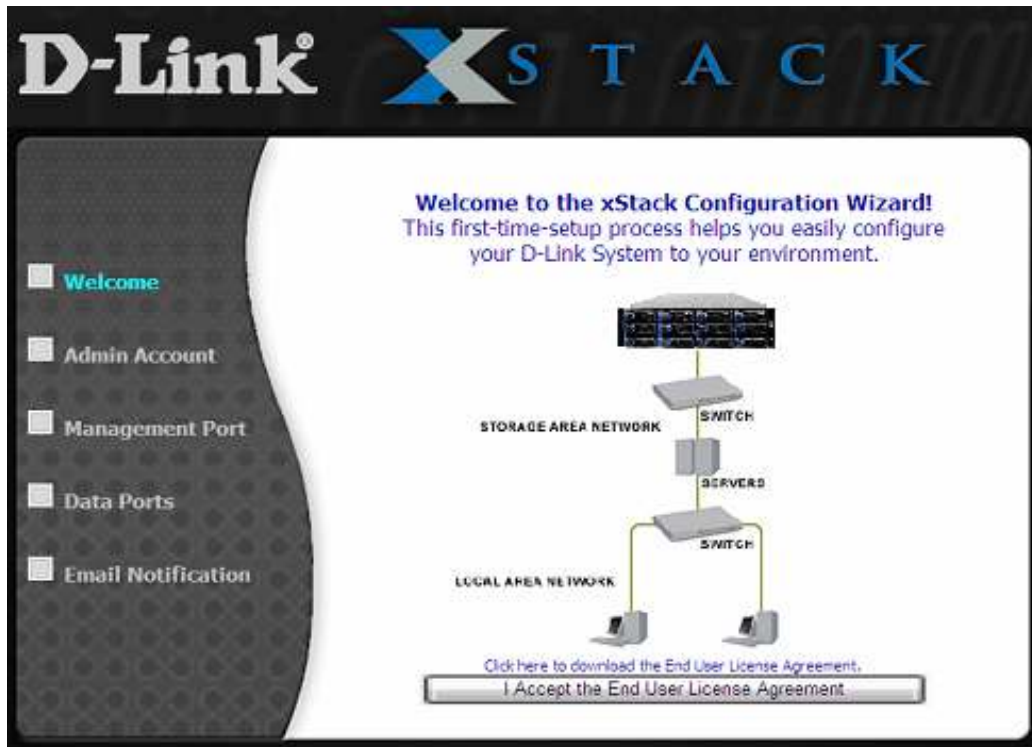 D-Link® XSTACK
Welcome
Admin Account
Management Port
Data Ports
Email Notification
Welcome to the xStack Configuration Wizard!
This first-time-setup process helps you easily configure
your D-Link System to your environment.
SWITCH
STORAGE AREA NETWORK
SERVERS
SWITCH
LOCAL AREA NETWORK
Click here to download the End User License Agreement.
I Accept the End User License Agreement